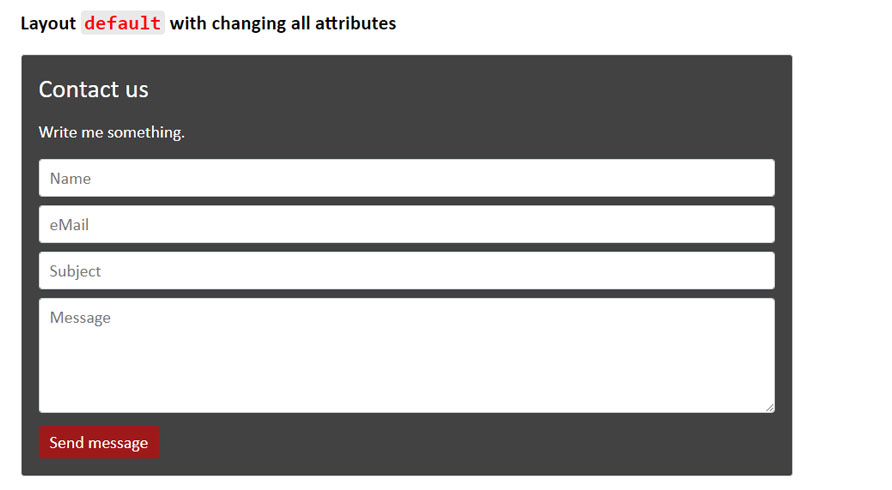 Layout default with changing all attributes
Contact us
Write me something.
Name
eMail
Subject
Message
Send message